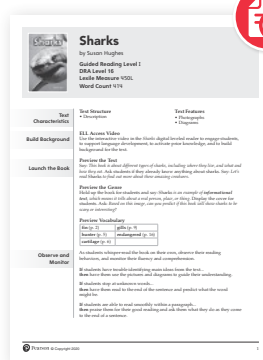 Sharks
Sharks
by Susan Hughes
Guided Reading Level I
DRA Level 16
Lexile Measure 450L
Word Count 414
Text
Characteristics
Text Structure
• Description
Text Features
• Photographs
• Diagrams
Build Background
ELL Access Video
Use the interactive video in the Sharks digital leveled reader to engage students,
to support language development, to activate prior knowledge, and to build
background for the text.
Launch the Book
Preview the Text
Say: This book is about different types of sharks, including where they live, and what and
how they eat. Ask students if they already know anything about sharks. Say: Let's
read Sharks to find out more about these amazing creatures.
Preview the Genre
Hold up the book for students and say: Sharks is an example of informational
text, which means it tells about a real person, place, or thing. Display the cover for
students. Ask: Based on this image, can you predict if this book will show sharks to be
scary or interesting?
Preview Vocabulary
fin (p. 2) gills (p. 9)
hunter (p. 5) endangered (p. 16)
cartilage (p. 6)
Observe and
Monitor
As students whisper-read the book on their own, observe their reading
behaviors, and monitor their fluency and comprehension.
If students have trouble identifying main ideas from the text...
then have them use the pictures and diagrams to guide their understanding.
If students stop at unknown words...
then have them read to the end of the sentence and predict what the word
might be.
If students are able to read smoothly within a paragraph...
then praise them for their good reading and ask them what they do as they come
to the end of a sentence.
Pearson © Copyright 2020
1